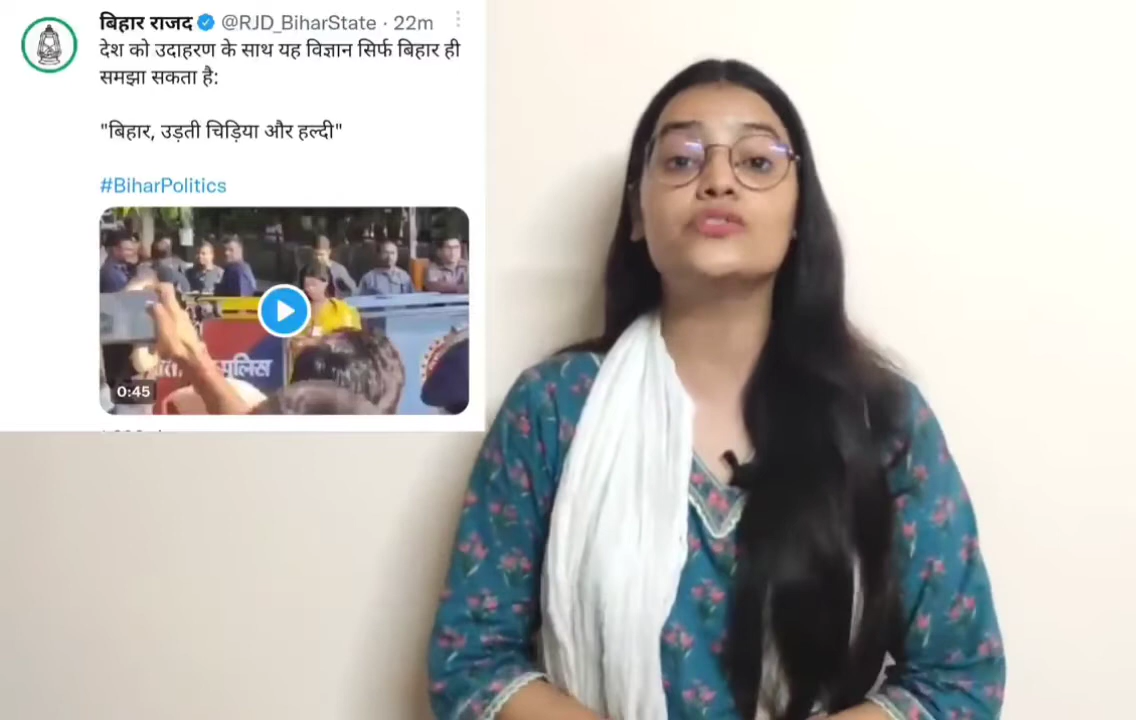 बिहार राजद @RJD_BiharState · 22m
देश को उदाहरण के साथ यह विज्ञान सिर्फ बिहार ही
समझा सकता है:
"बिहार, उड़ती चिड़िया और हल्दी"
#BiharPolitics
पुलिस
0:45